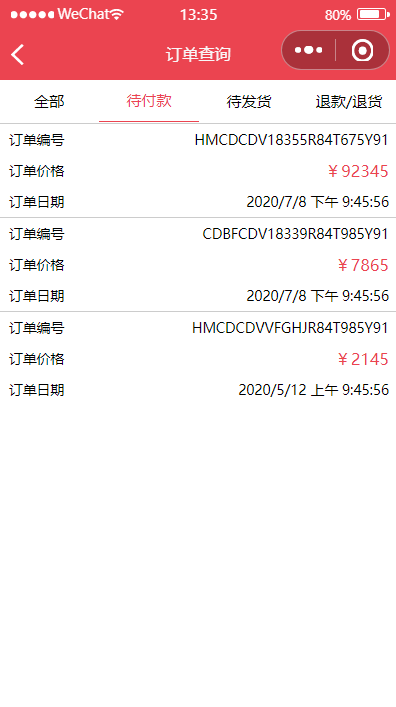 WeChat 13:35 80%
订单查询
全部 待付款 待发货 退款/退货
订单编号 HMCDCDV18355R84T675Y91
订单价格 ￥92345
订单日期 2020/7/8 下午 9:45:56
订单编号 CDBFCDV18339R84T985Y91
订单价格 ￥7865
订单日期 2020/7/8 下午 9:45:56
订单编号 HMCDCDVVFGHJR84T985Y91
订单价格 ￥2145
订单日期 2020/5/12 上午 9:45:56